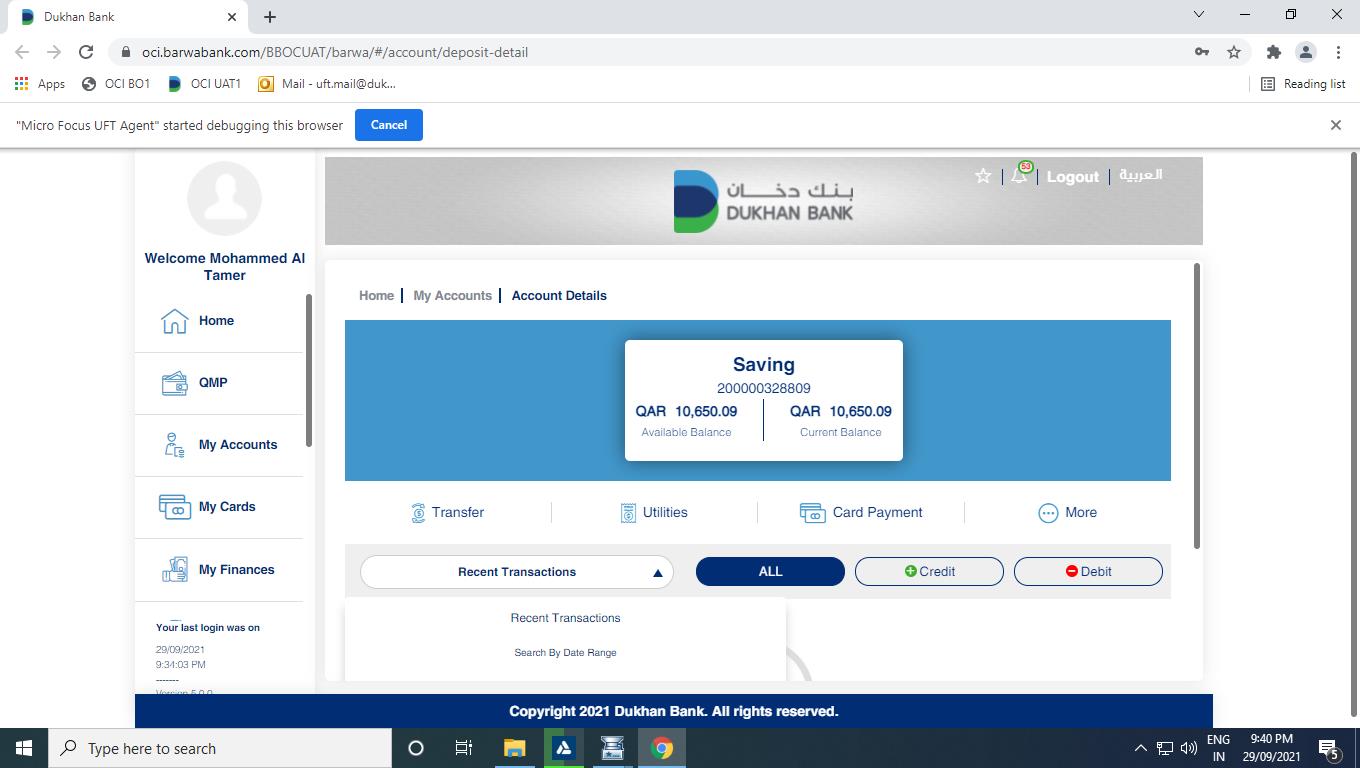 Dukhan Bank
oci.barwabank.com/BBOCUAT/barwa/#/account/deposit-detail
Apps
OCI BO1
OCI UAT1
Mail - uft.mail@duk...
Reading list
"Micro Focus UFT Agent" started debugging this browser
Cancel
53
Logout
العربية
بنك دخان
DUKHAN BANK
Welcome Mohammed Al
Tamer
Home
QMP
My Accounts
My Cards
My Finances
Your last login was on
29/09/2021
9:34:03 PM
-------
Version 5.0.0
Home
My Accounts
Account Details
Saving
200000328809
QAR 10,650.09
QAR 10,650.09
Available Balance
Current Balance
Transfer
Utilities
Card Payment
More
Recent Transactions
ALL
Credit
Debit
Recent Transactions
Search By Date Range
Copyright 2021 Dukhan Bank. All rights reserved.
Type here to search
ENG
IN
9:40 PM
29/09/2021
5